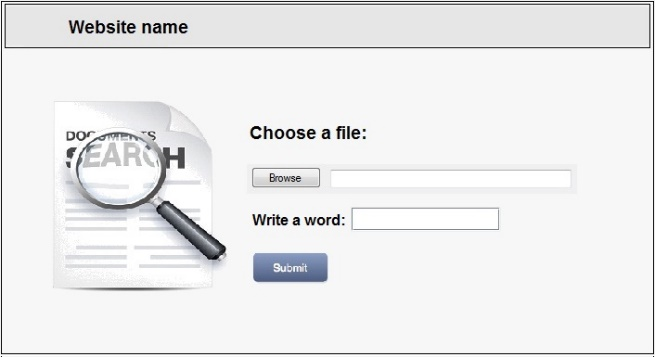 Website name
DOCUMENTS
SEARCH
Choose a file:
Browse
Write a word:
Submit